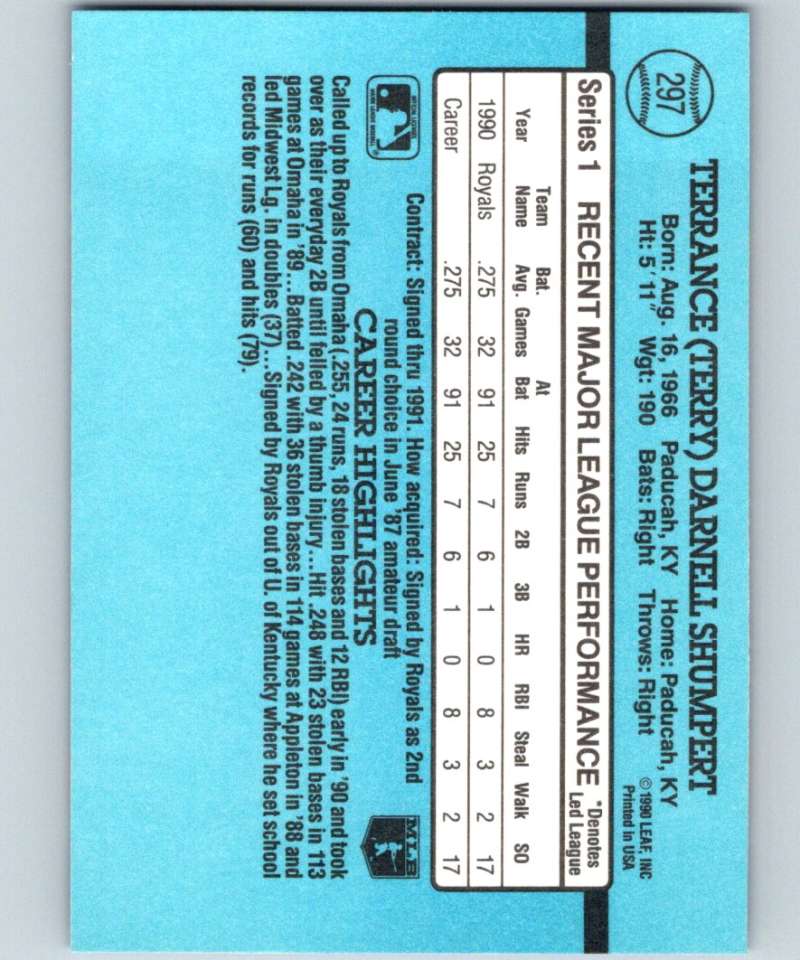 297
TERRANCE (TERRY) DARNELL SHUMPERT
Born: Aug. 16, 1966 Paducah, KY Home: Paducah, KY
Ht: 5' 11" Wgt: 190 Bats: Right Throws: Right
©1990 LEAF, INC
Printed in USA
Series 1 RECENT MAJOR LEAGUE PERFORMANCE *Denotes Led League
Year Team Name Bat. Avg. Games At Bat Hits Runs 2B 3B HR RBI Steal Walk SO
1990 Royals .275 32 91 25 7 6 1 0 8 3 2 17
Career .275 32 91 25 7 6 1 0 8 3 2 17
Contract: Signed thru 1991. How acquired: Signed by Royals as 2nd
round choice in June '87 amateur draft
MLB
CAREER HIGHLIGHTS
Called up to Royals from Omaha (.255, 24 runs, 18 stolen bases and 12 RBI) early in '90 and took
over as their everyday 2B until felled by a thumb injury...Hit .248 with 23 stolen bases in 113
games at Omaha in '89...Batted .242 with 36 stolen bases in 114 games at Appleton in '88 and
led Midwest Lg. in doubles (37)...Signed by Royals out of U. of Kentucky where he set school
records for runs (60) and hits (79).